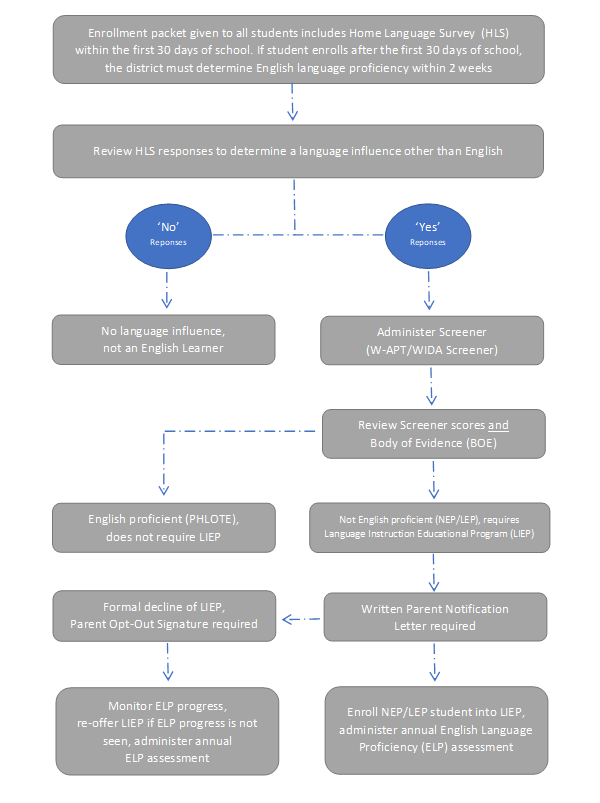 Enrollment packet given to all students includes Home Language Survey (HLS)
within the first 30 days of school. If student enrolls after the first 30 days of school,
the district must determine English language proficiency within 2 weeks
Review HLS responses to determine a language influence other than English
‘No’
Reponses
‘Yes’
Reponses
No language influence,
not an English Learner
Administer Screener
(W-APT/WIDA Screener)
Review Screener scores and
Body of Evidence (BOE)
English proficient (PHLOTE),
does not require LIEP
Not English proficient (NEP/LEP), requires
Language Instruction Educational Program (LIEP)
Formal decline of LIEP,
Parent Opt-Out Signature required
Written Parent Notification
Letter required
Monitor ELP progress,
re-offer LIEP if ELP progress is not
seen, administer annual
ELP assessment
Enroll NEP/LEP student into LIEP,
administer annual English Language
Proficiency (ELP) assessment